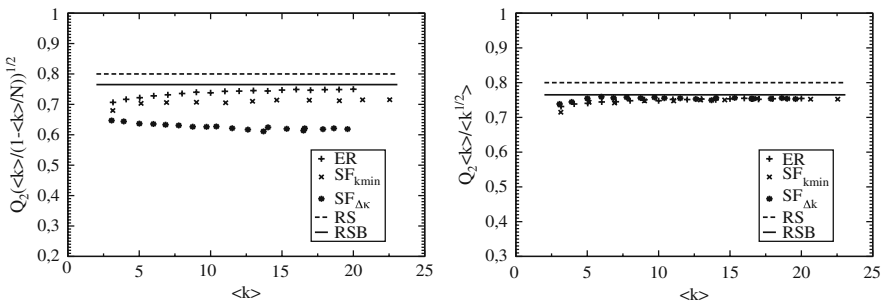 Q2(<k>/(1-<k>/N))^1/2
1
0,9
0,8
0,7
0,6
0,5
0,4
0,3
0,2
0 5 10 15 20 25
<k>
ER
SFkmin
SFΔκ
RS
RSB
Q2<k>/<k^1/2>
1
0,9
0,8
0,7
0,6
0,5
0,4
0,3
0 5 10 15 20 25
<k>
ER
SFkmin
SFΔk
RS
RSB